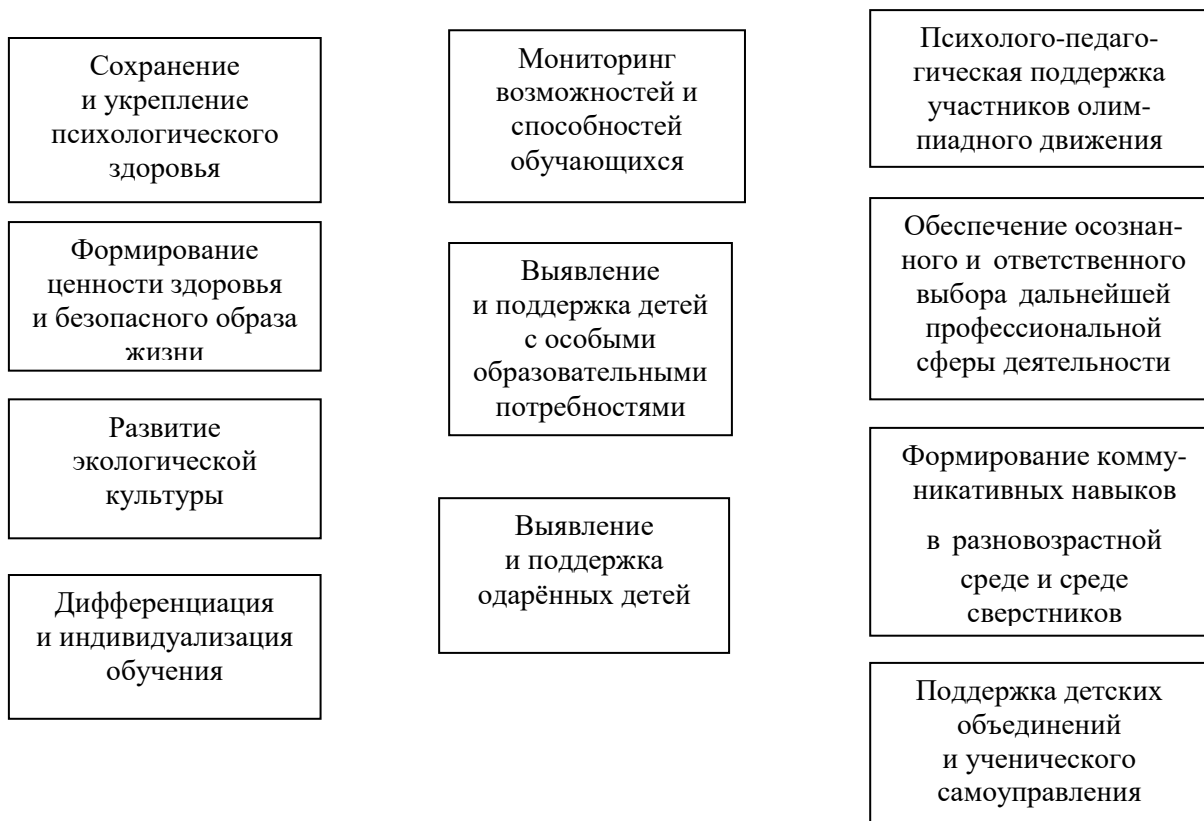 Сохранение
и укрепление
психологического
здоровья
Формирование
ценности здоровья
и безопасного образа
жизни
Развитие
экологической
культуры
Дифференциация
и индивидуализация
обучения
Мониторинг
возможностей и
способностей
обучающихся
Выявление
и поддержка детей
с особыми
образовательными
потребностями
Выявление
и поддержка
одарённых детей
Психолого-педаго-
гическая поддержка
участников олим-
пиадного движения
Обеспечение осознан-
ного и ответственного
выбора дальнейшей
профессиональной
сферы деятельности
Формирование комму-
никативных навыков
в разновозрастной
среде и среде
сверстников
Поддержка детских
объединений
и ученического
самоуправления